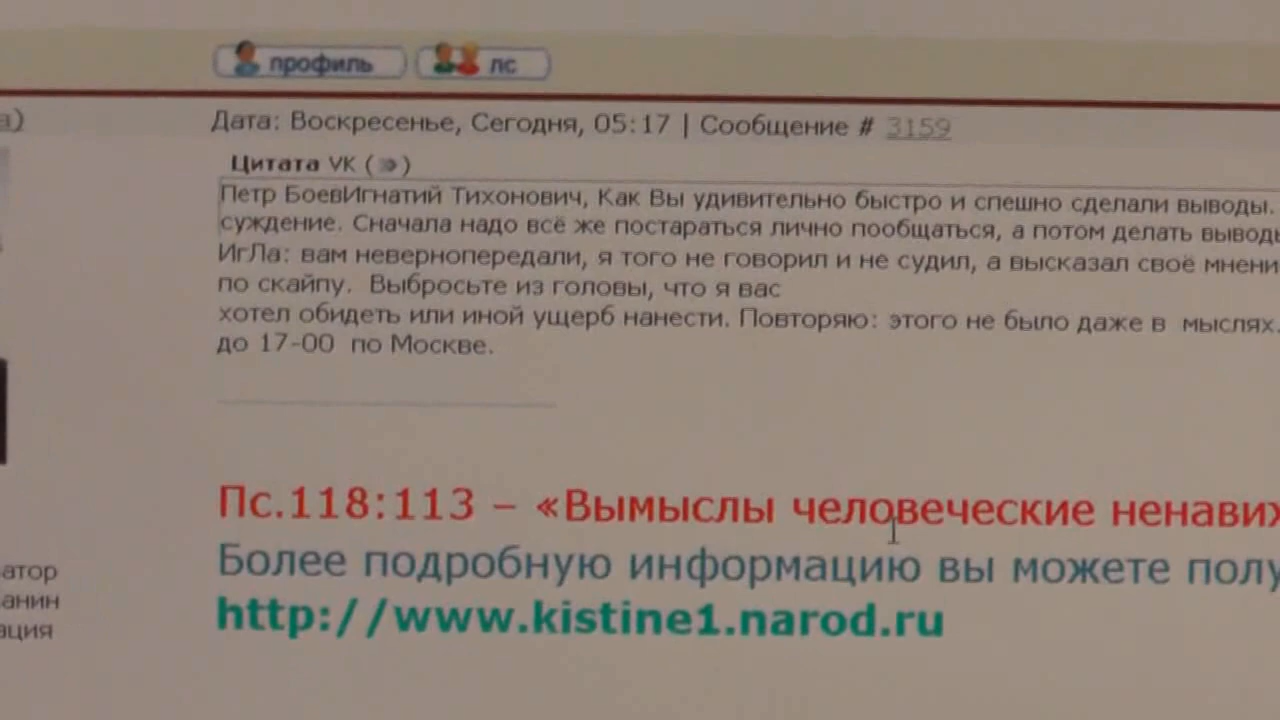 профиль лс
а)
Дата: Воскресенье, Сегодня, 05:17 | Сообщение # 3159
Цитата VK (
Петр БоевИгнатий Тихонович, Как Вы удивительно быстро и спешно сделали выводы.
суждение. Сначала надо всё же постараться лично пообщаться, а потом делать выводы
ИгЛа: вам невернопередали, я того не говорил и не судил, а высказал своё мнени
по скайпу. Выбросьте из головы, что я вас
хотел обидеть или иной ущерб нанести. Повторяю: этого не было даже в мыслях.
до 17-00 по Москве.
Пс.118:113 – «Вымыслы человеческие ненавиж
Более подробную информацию вы можете полу
http://www.kistine1.narod.ru
атор
анин
ация